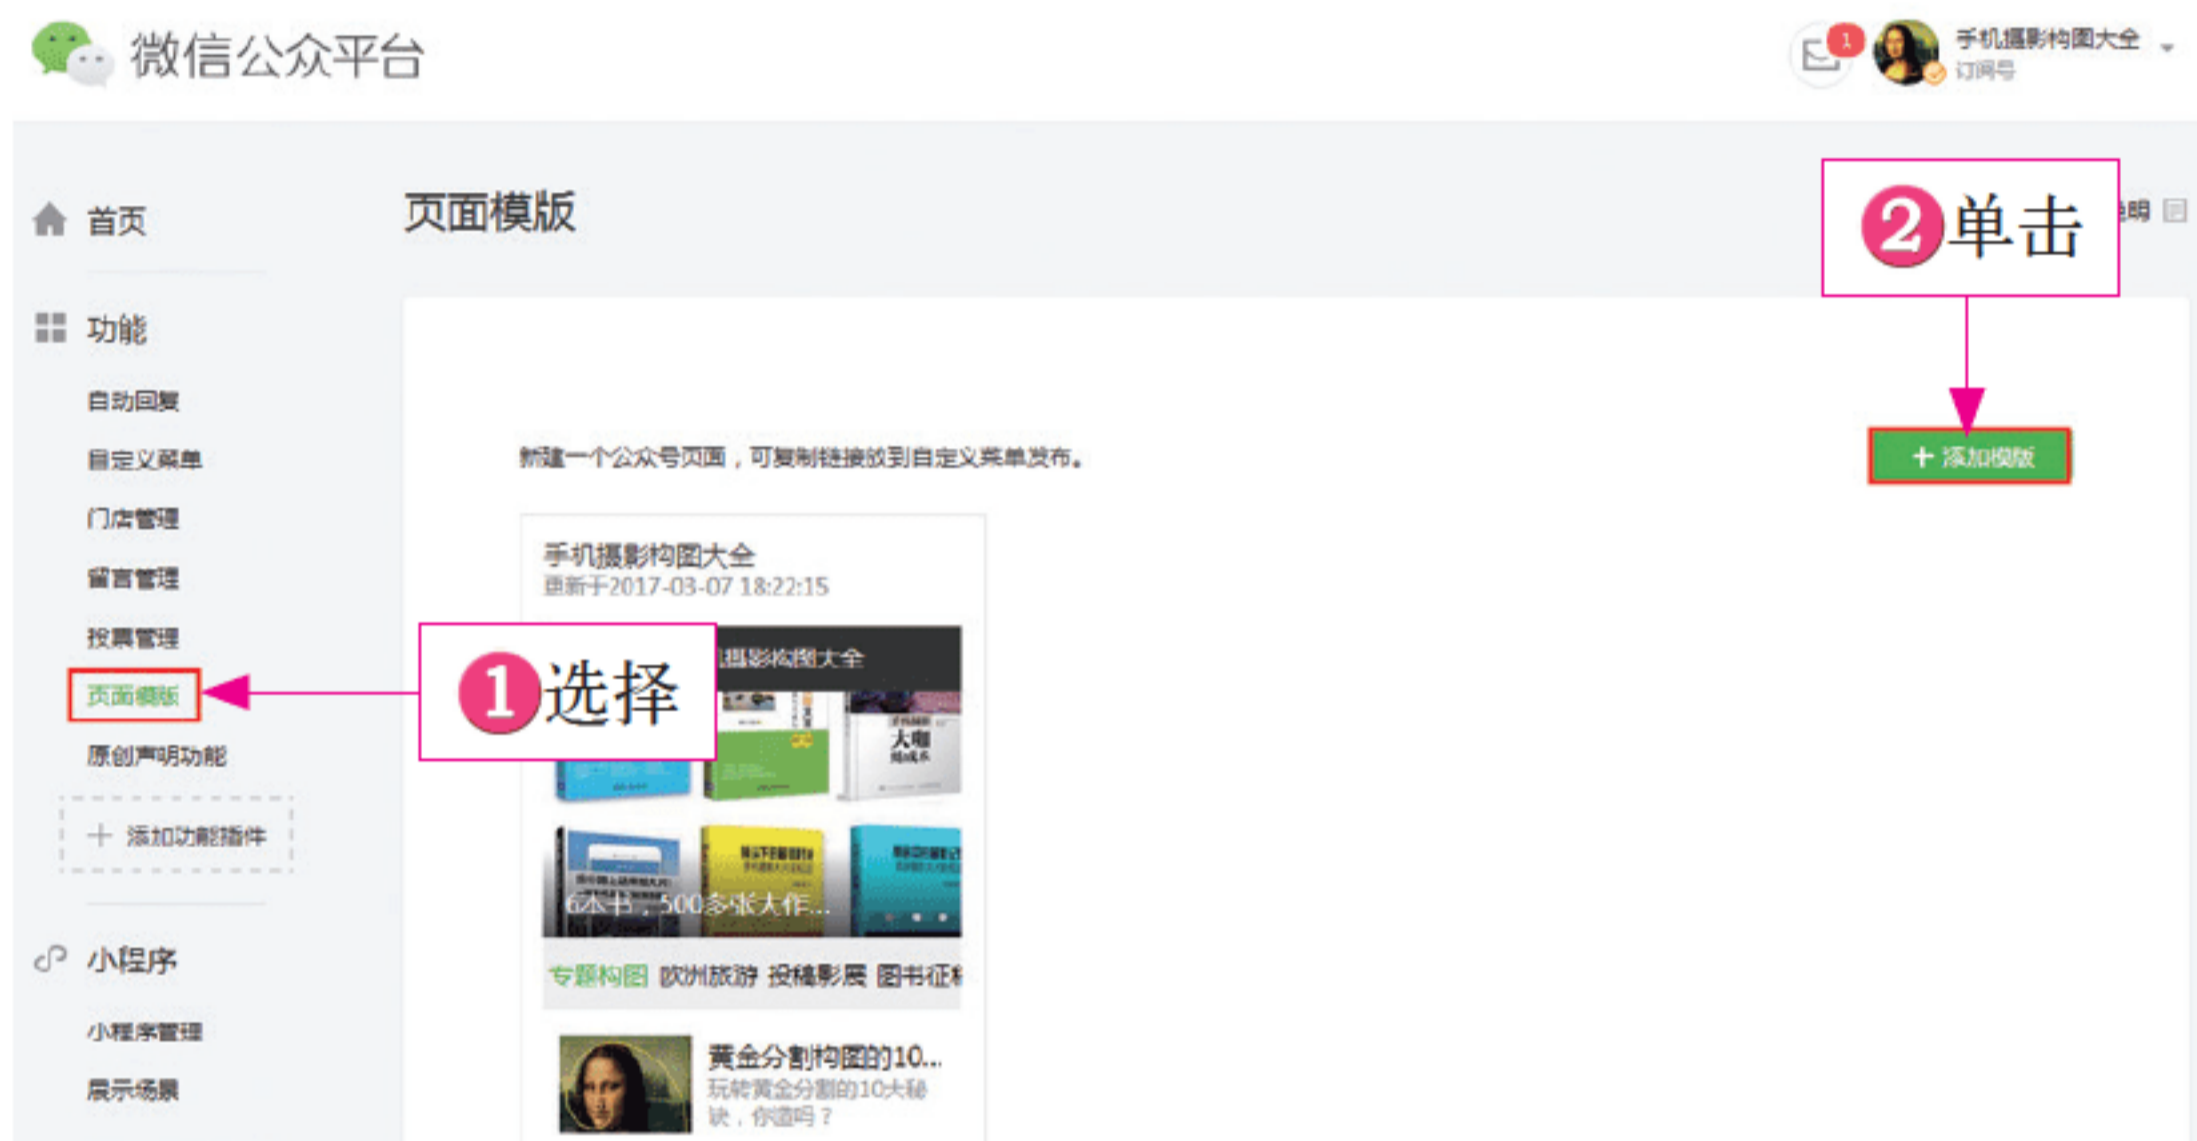 微信公众平台
1
手机摄影构图大全
订阅号
首页
页面模版
2单击
明
功能
自动回复
自定义菜单
门店管理
留言管理
投票管理
页面模版
原创声明功能
+ 添加功能插件
小程序
小程序管理
展示场景
新建一个公众号页面，可复制链接放到自定义菜单发布。
+ 添加模版
手机摄影构图大全
更新于2017-03-07 18:22:15
1选择
摄影构图大全
大咖
6本书，500多张大作...
专题构图 欧洲旅游 投稿影展 图书征
黄金分割构图的10...
玩转黄金分割的10大秘
诀，你造吗？